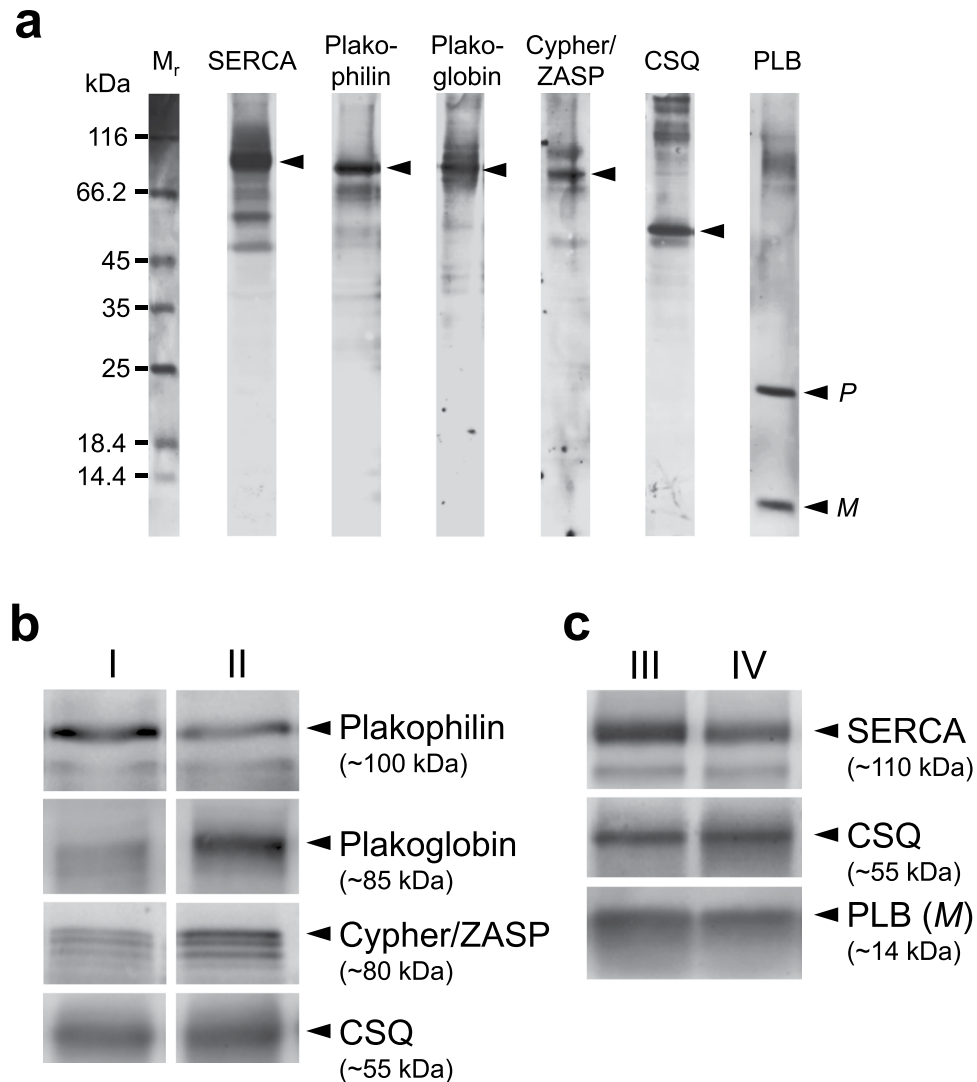 a
kDa
M_r
SERCA
Plako-
philin
Plako-
globin
Cypher/
ZASP
CSQ
PLB
116
66.2
45
35
25
18.4
14.4
P
M
b
I II
Plakophilin
(~100 kDa)
Plakoglobin
(~85 kDa)
Cypher/ZASP
(~80 kDa)
CSQ
(~55 kDa)
c
III IV
SERCA
(~110 kDa)
CSQ
(~55 kDa)
PLB (M)
(~14 kDa)